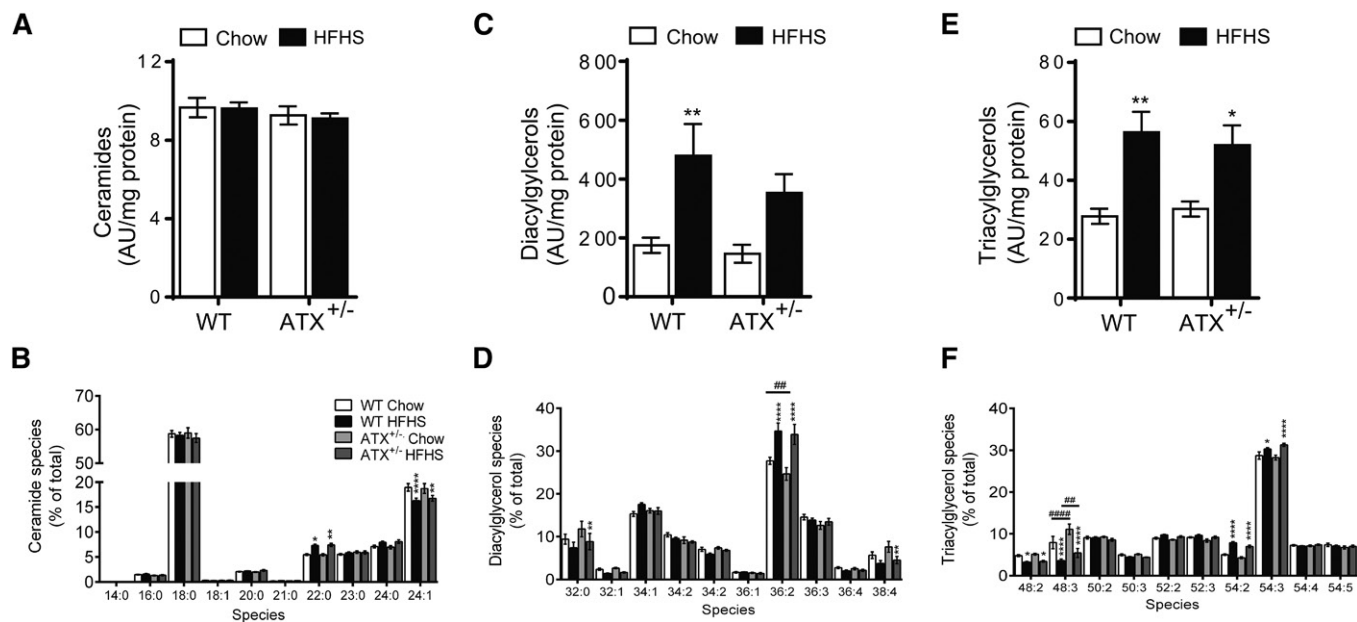 A
Chow HFHS
12
8
4
0
Ceramides
(AU/mg protein)
WT ATX+/-
C
Chow HFHS
800
600
400
200
0
Diacylgylcerols
(AU/mg protein)
**
WT ATX+/-
E
Chow HFHS
80
60
40
20
0
Triacylglycerols
(AU/mg protein)
** *
WT ATX+/-
B
70
60
50
20
15
10
5
0
Ceramide species
(% of total)
WT Chow
WT HFHS
ATX+/- Chow
ATX+/- HFHS
* ** **** **
14:0 16:0 18:0 18:1 20:0 21:0 22:0 23:0 24:0 24:1
Species
D
40
30
20
10
0
Diacylglycerol species
(% of total)
##
** **** **** **
32:0 32:1 34:1 34:2 34:2 36:1 36:2 36:3 36:4 38:4
Species
F
40
30
20
10
0
Triacylglycerol species
(% of total)
##
####
* * **** **** **** **** * ****
48:2 48:3 50:2 50:3 52:2 52:3 54:2 54:3 54:4 54:5
Species